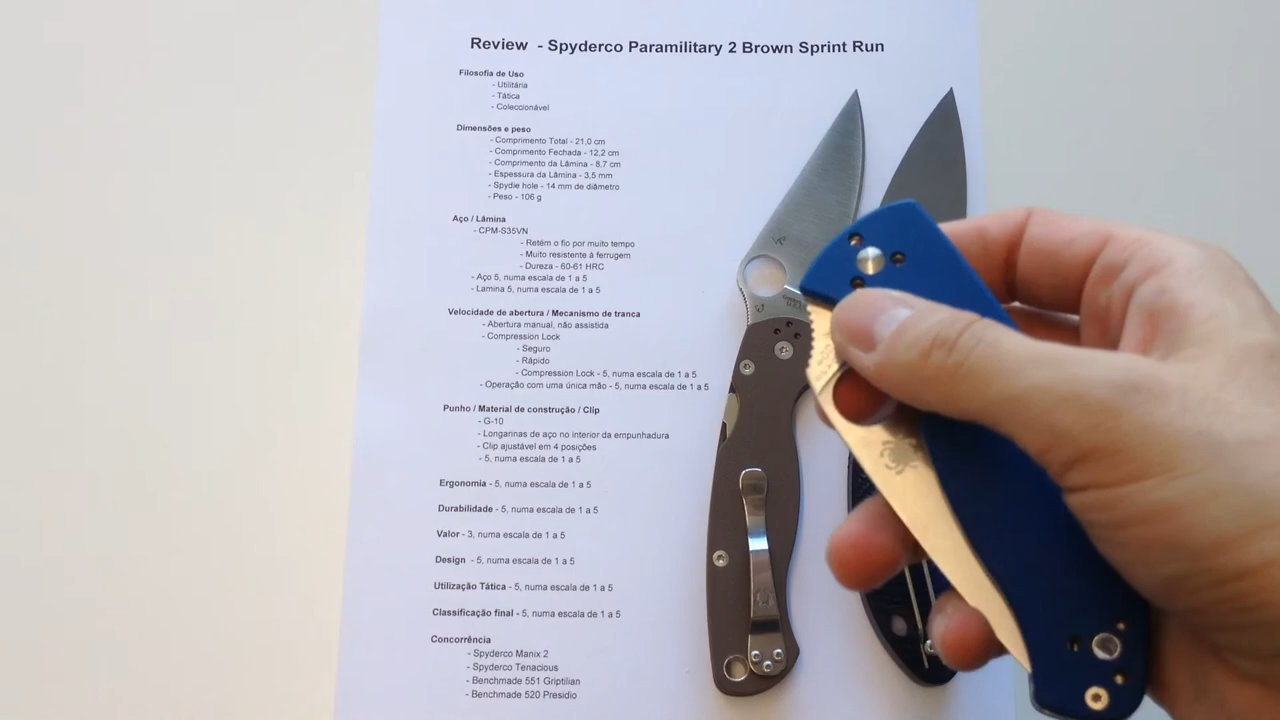 Review - Spyderco Paramilitary 2 Brown Sprint Run
Filosofia de Uso
- Utilitária
- Tática
- Coleccionável
Dimensões e peso
- Comprimento Total - 21,0 cm
- Comprimento Fechada - 12,2 cm
- Comprimento da Lâmina - 8,7 cm
- Espessura da Lâmina - 3,5 mm
- Spydie hole - 14 mm de diâmetro
- Peso - 106 g
Aço / Lâmina
- CPM-S35VN
- Retêm o fio por muito tempo
- Muito resistente à ferrugem
- Dureza - 60-61 HRC
- Aço 5, numa escala de 1 a 5
- Lamina 5, numa escala de 1 a 5
Velocidade de abertura / Mecanismo de tranca
- Abertura manual, não assistida
- Compression Lock
- Seguro
- Rápido
- Compression Lock - 5, numa escala de 1 a 5
- Operação com uma única mão - 5, numa escala de 1 a 5
Punho / Material de construção / Clip
- G-10
- Longarinas de aço no interior da empunhadura
- Clip ajustável em 4 posições
- 5, numa escala de 1 a 5
Ergonomia - 5, numa escala de 1 a 5
Durabilidade - 5, numa escala de 1 a 5
Valor - 3, numa escala de 1 a 5
Design - 5, numa escala de 1 a 5
Utilização Tática - 5, numa escala de 1 a 5
Classificação final - 5, numa escala de 1 a 5
Concorrência
- Spyderco Manix 2
- Spyderco Tenacious
- Benchmade 551 Griptilian
- Benchmade 520 Presidio